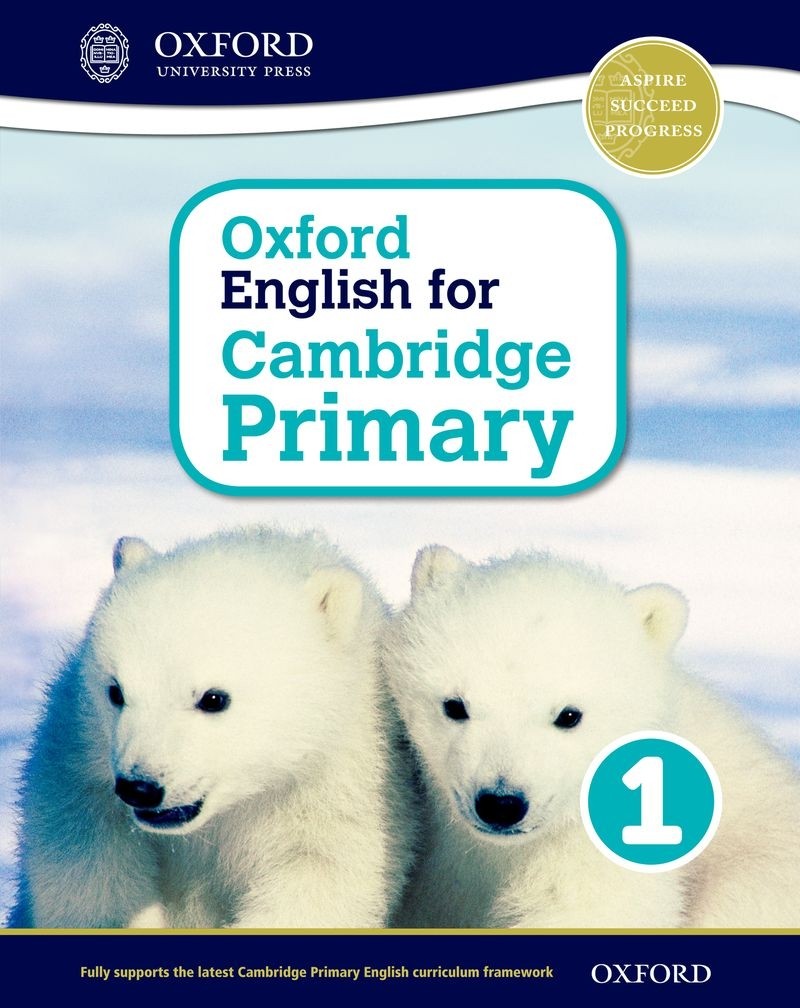 OXFORD
UNIVERSITY PRESS
ASPIRE
SUCCEED
PROGRESS
Oxford
English for
Cambridge
Primary
1
Fully supports the latest Cambridge Primary English curriculum framework
OXFORD